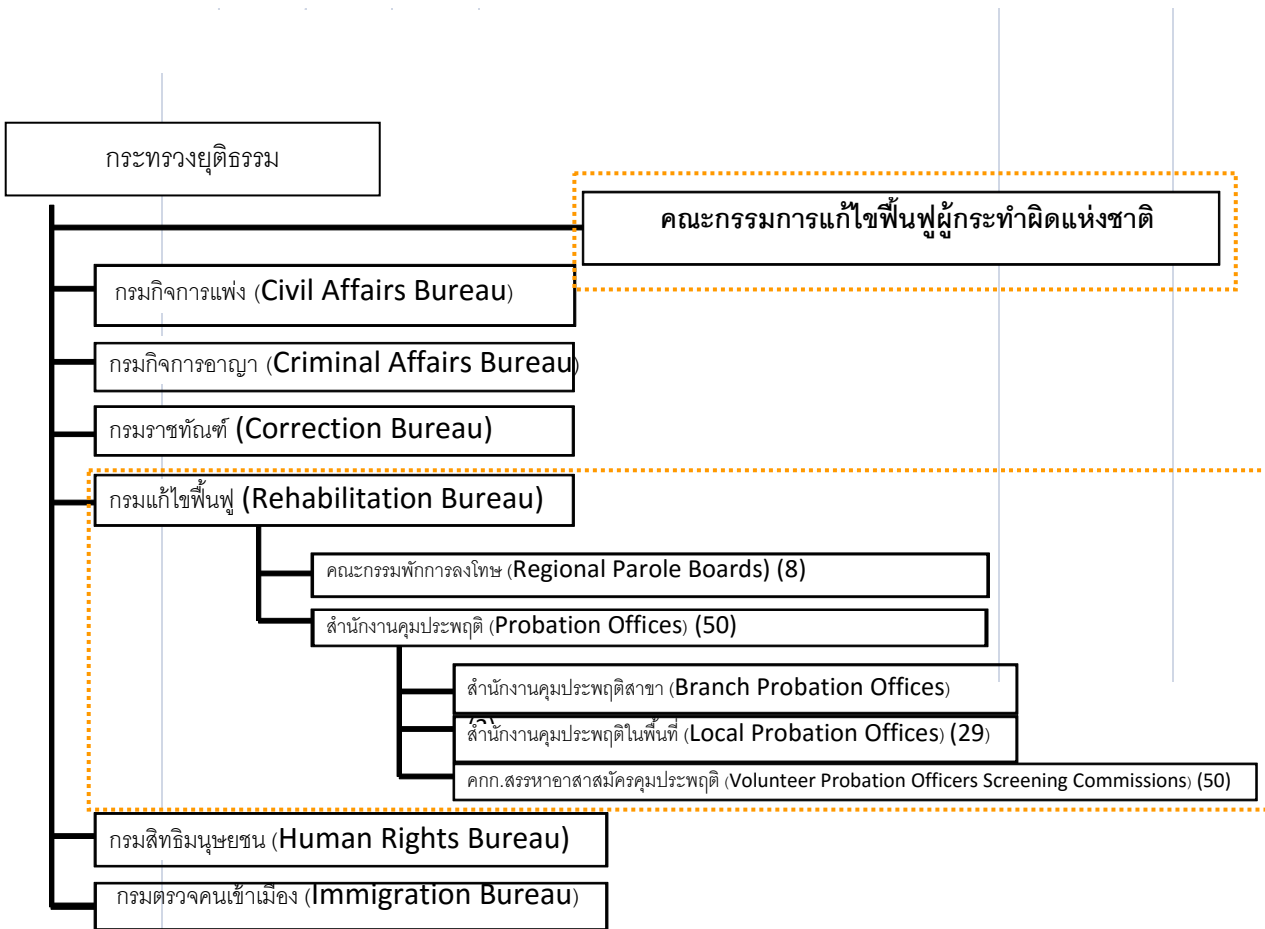 กระทรวงยุติธรรม
คณะกรรมการแก้ไขฟื้นฟูผู้กระทำผิดแห่งชาติ
กรมกิจการแพ่ง (Civil Affairs Bureau)
กรมกิจการอาญา (Criminal Affairs Bureau)
กรมราชทัณฑ์ (Correction Bureau)
กรมแก้ไขฟื้นฟู (Rehabilitation Bureau)
คณะกรรมพักการลงโทษ (Regional Parole Boards) (8)
สำนักงานคุมประพฤติ (Probation Offices) (50)
สำนักงานคุมประพฤติสาขา (Branch Probation Offices)
สำนักงานคุมประพฤติในพื้นที่ (Local Probation Offices) (29)
คกก.สรรหาอาสาสมัครคุมประพฤติ (Volunteer Probation Officers Screening Commissions) (50)
กรมสิทธิมนุษยชน (Human Rights Bureau)
กรมตรวจคนเข้าเมือง (Immigration Bureau)